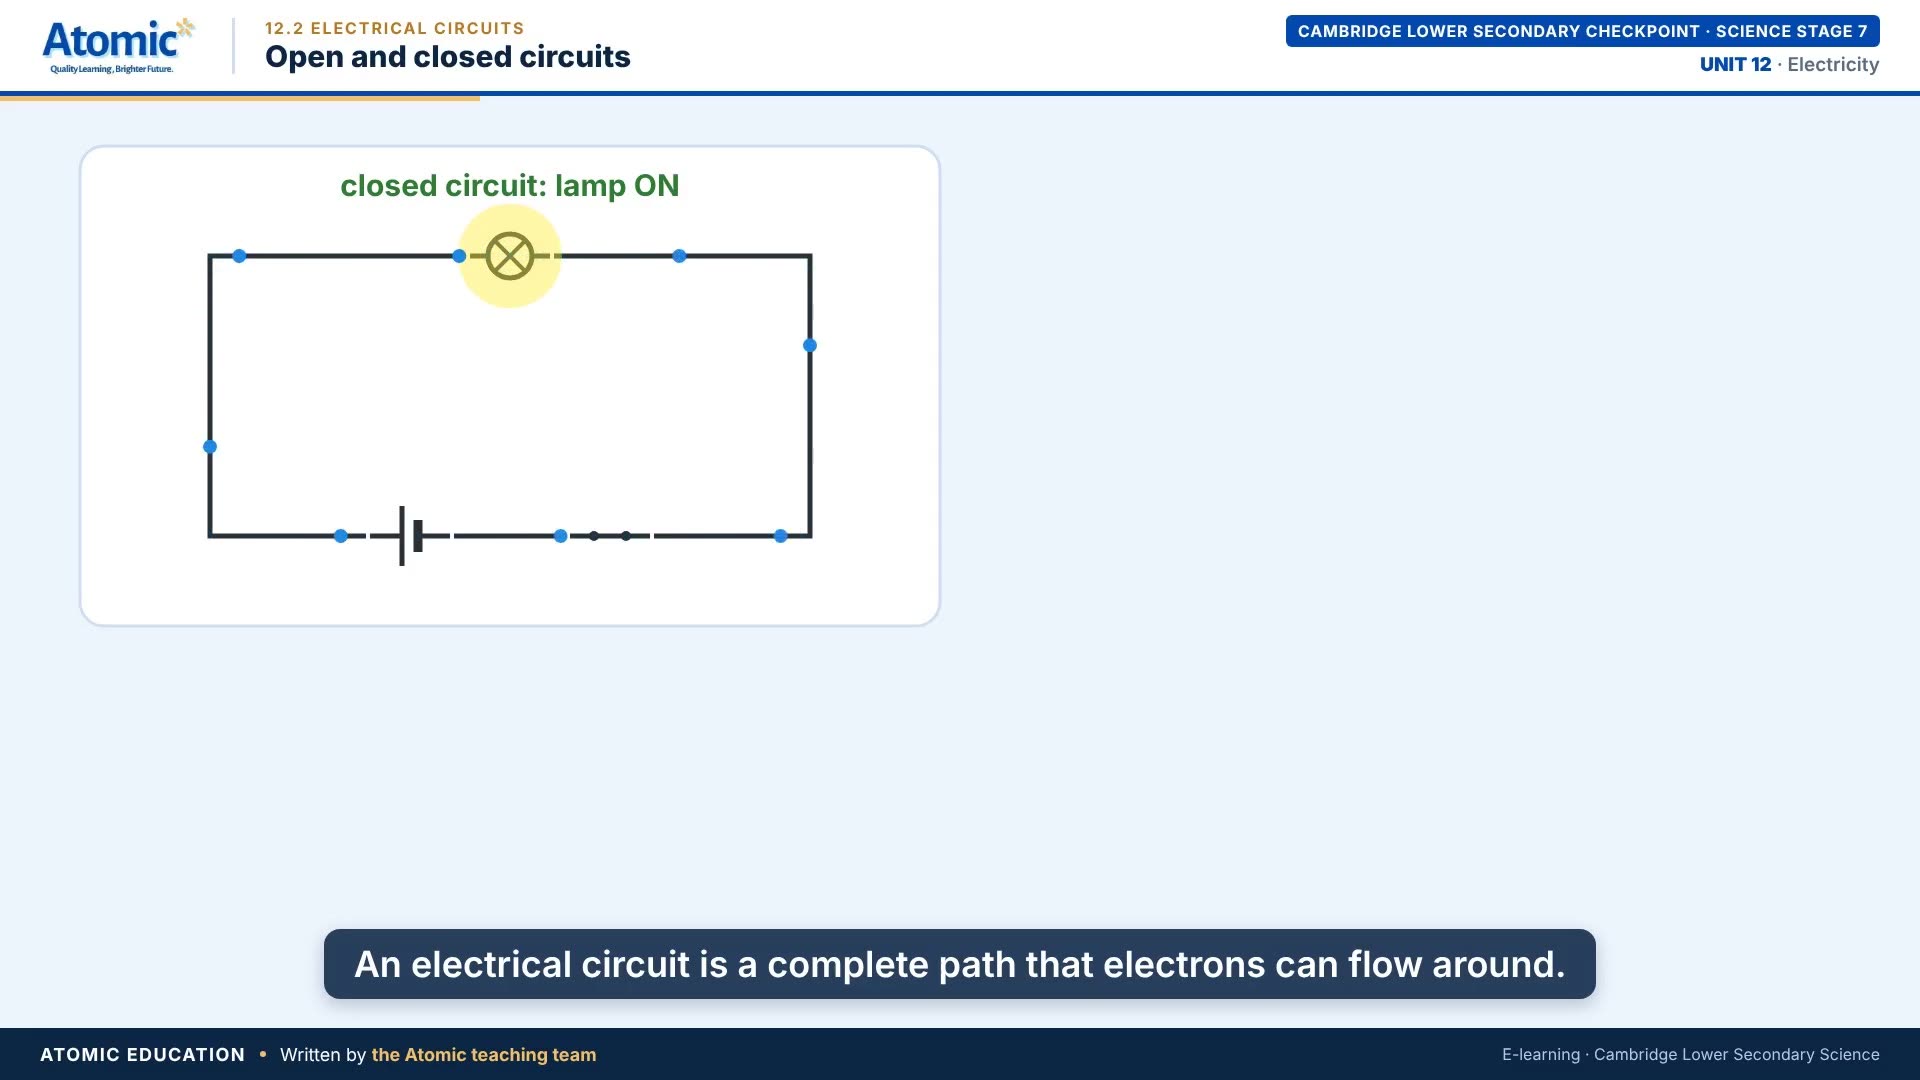 Atomic
Quality Learning, Brighter Future.
12.2 ELECTRICAL CIRCUITS
Open and closed circuits
CAMBRIDGE LOWER SECONDARY CHECKPOINT · SCIENCE STAGE 7
UNIT 12 · Electricity
closed circuit: lamp ON
An electrical circuit is a complete path that electrons can flow around.
ATOMIC EDUCATION • Written by the Atomic teaching team
E-learning · Cambridge Lower Secondary Science